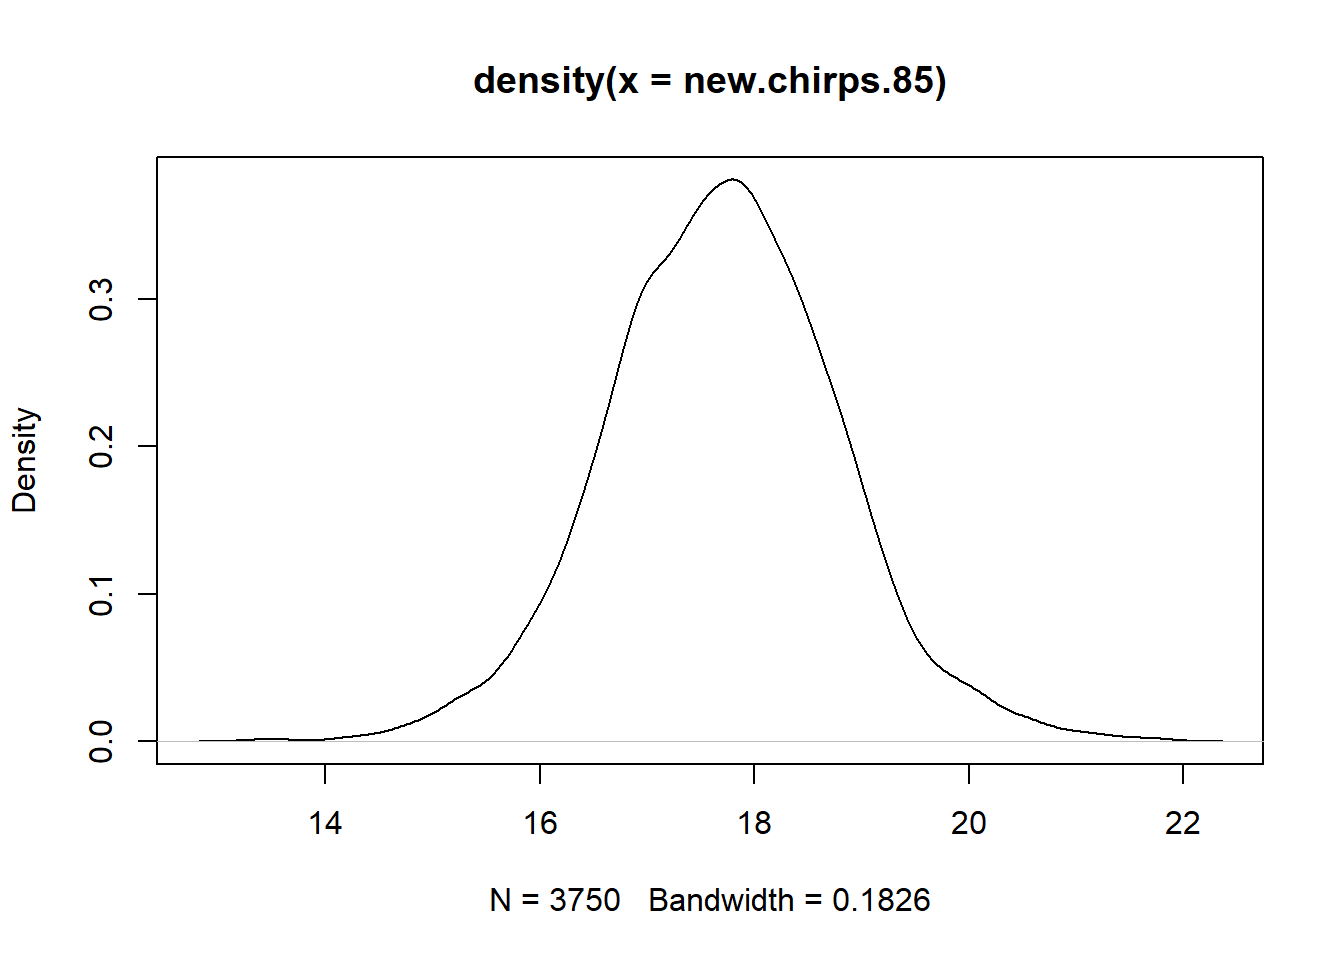 density(x = new.chirps.85)
Density
0.3
0.2
0.1
0.0
14 16 18 20 22
N = 3750 Bandwidth = 0.1826